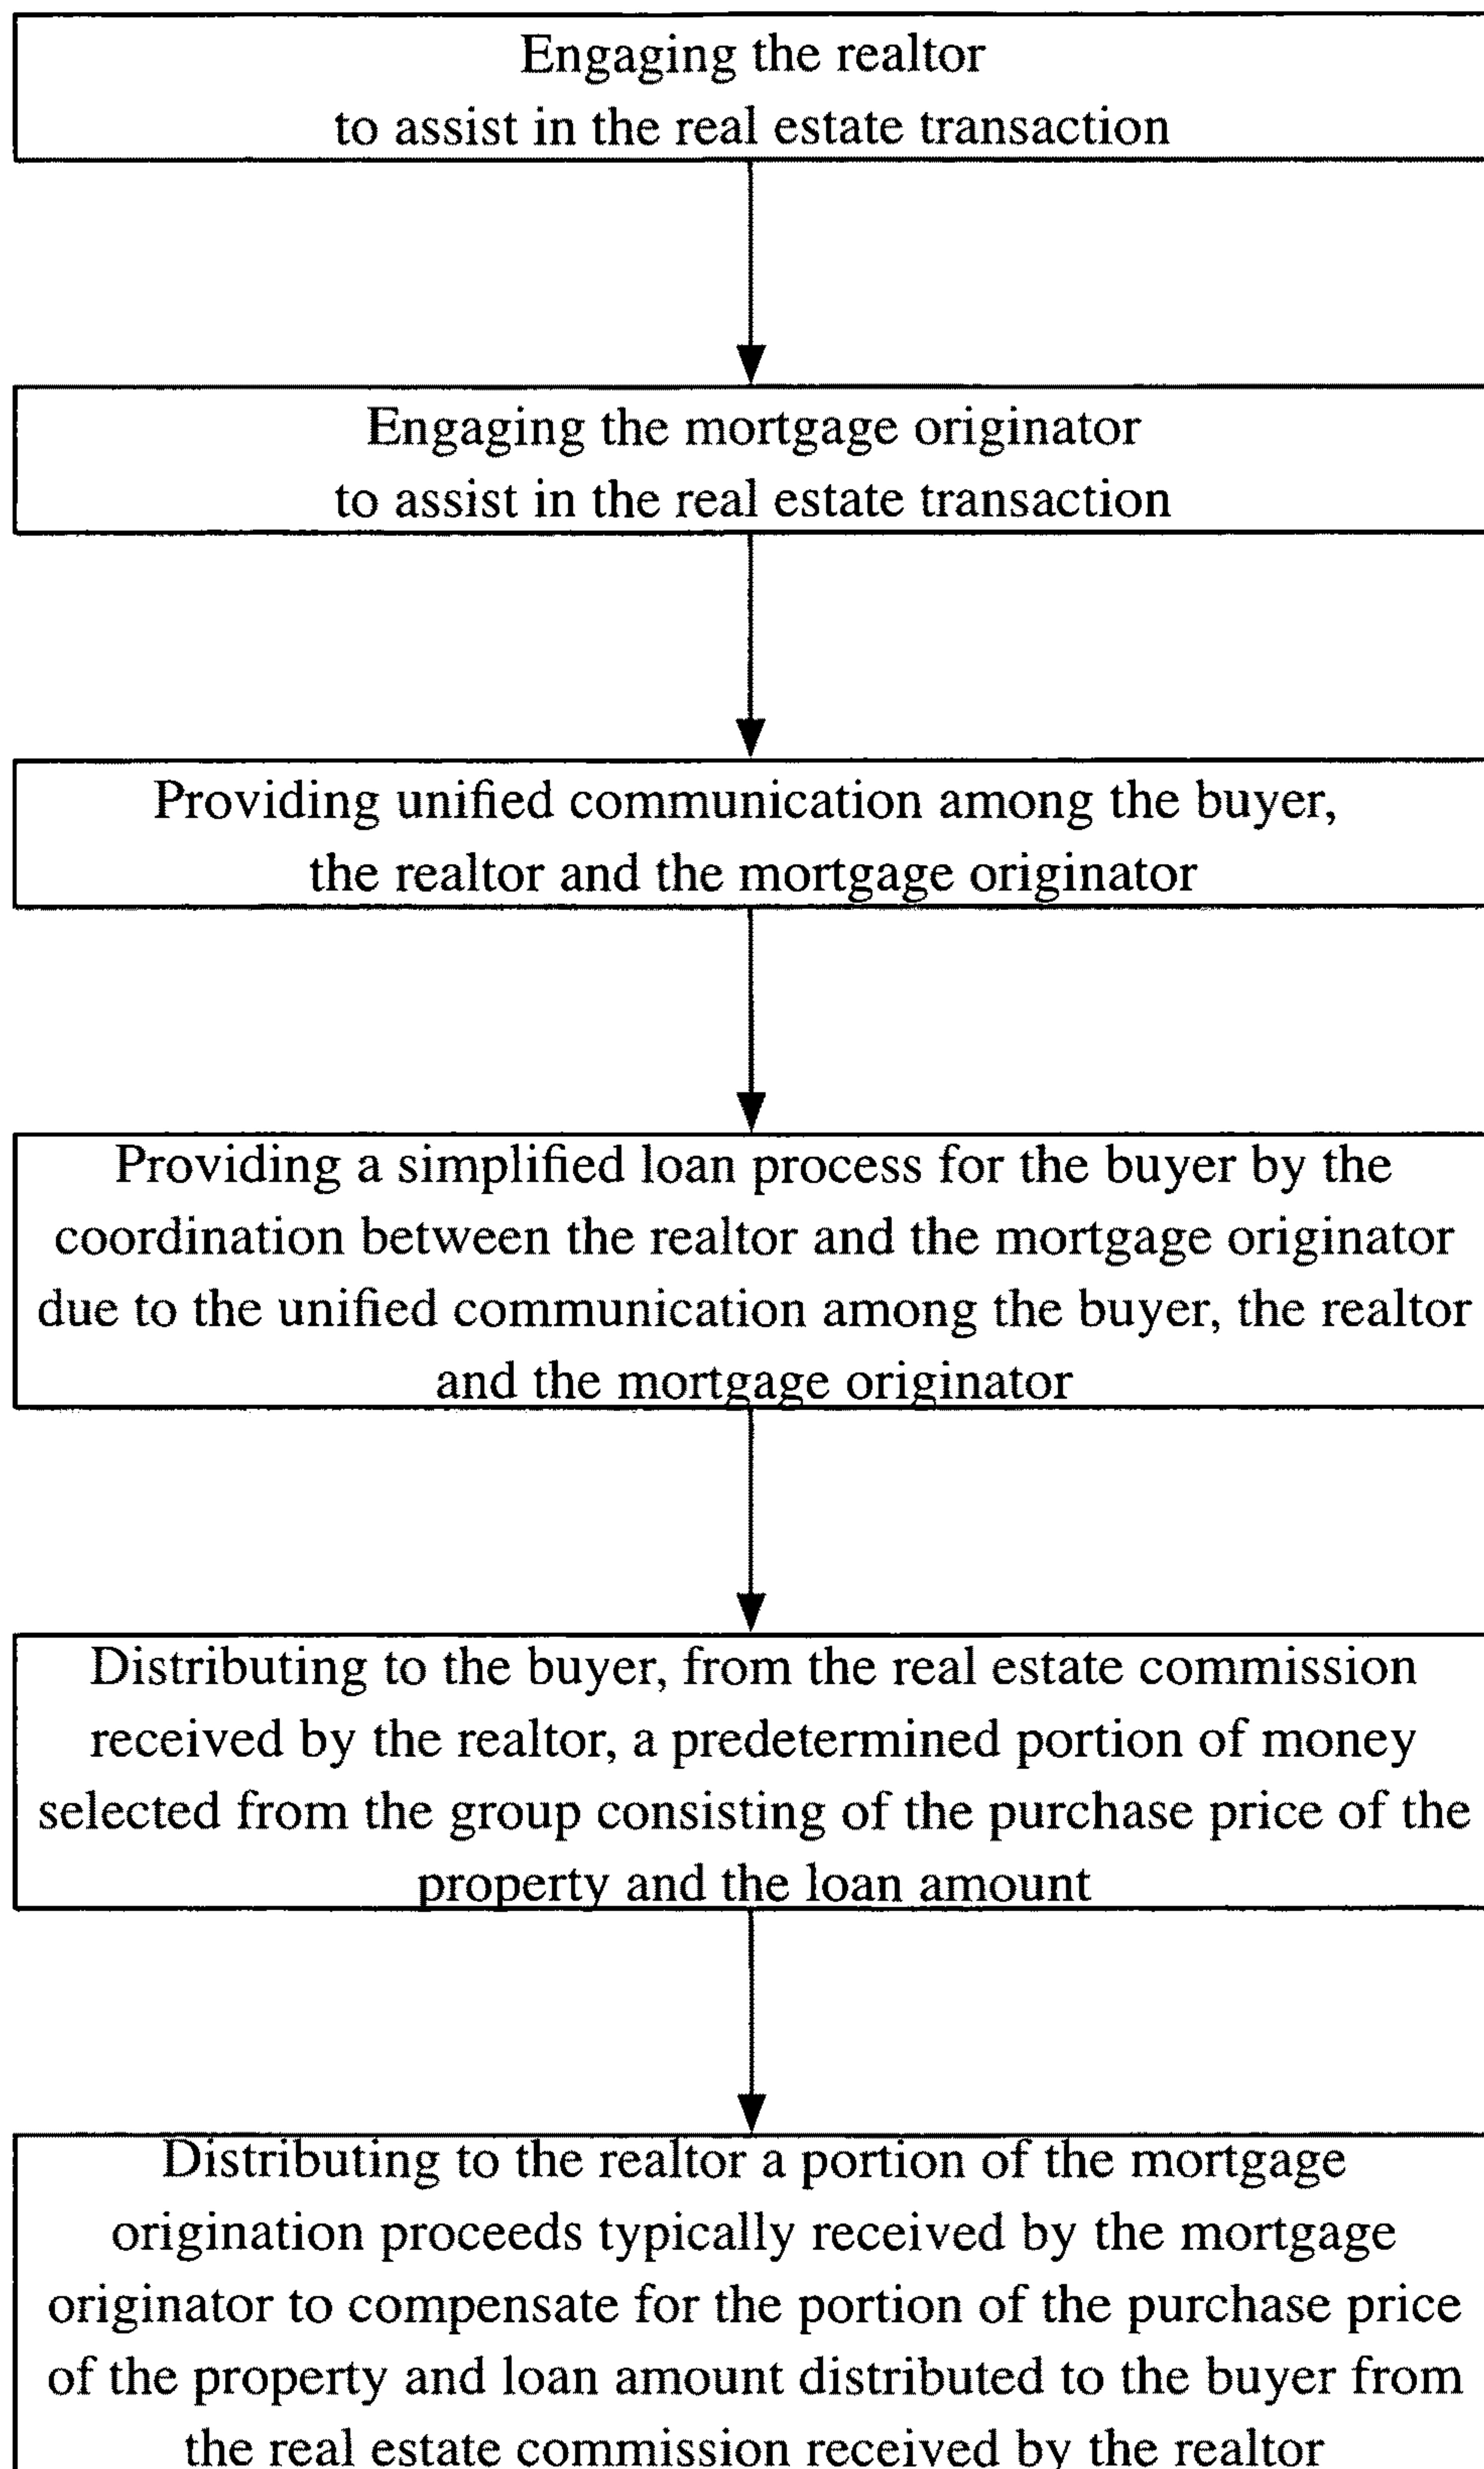 Engaging the realtor
to assist in the real estate transaction
Engaging the mortgage originator
to assist in the real estate transaction
Providing unified communication among the buyer,
the realtor and the mortgage originator
Providing a simplified loan process for the buyer by the
coordination between the realtor and the mortgage originator
due to the unified communication among the buyer, the realtor
and the mortgage originator
Distributing to the buyer, from the real estate commission
received by the realtor, a predetermined portion of money
selected from the group consisting of the purchase price of the
property and the loan amount
Distributing to the realtor a portion of the mortgage
origination proceeds typically received by the mortgage
originator to compensate for the portion of the purchase price
of the property and loan amount distributed to the buyer from
the real estate commission received by the realtor